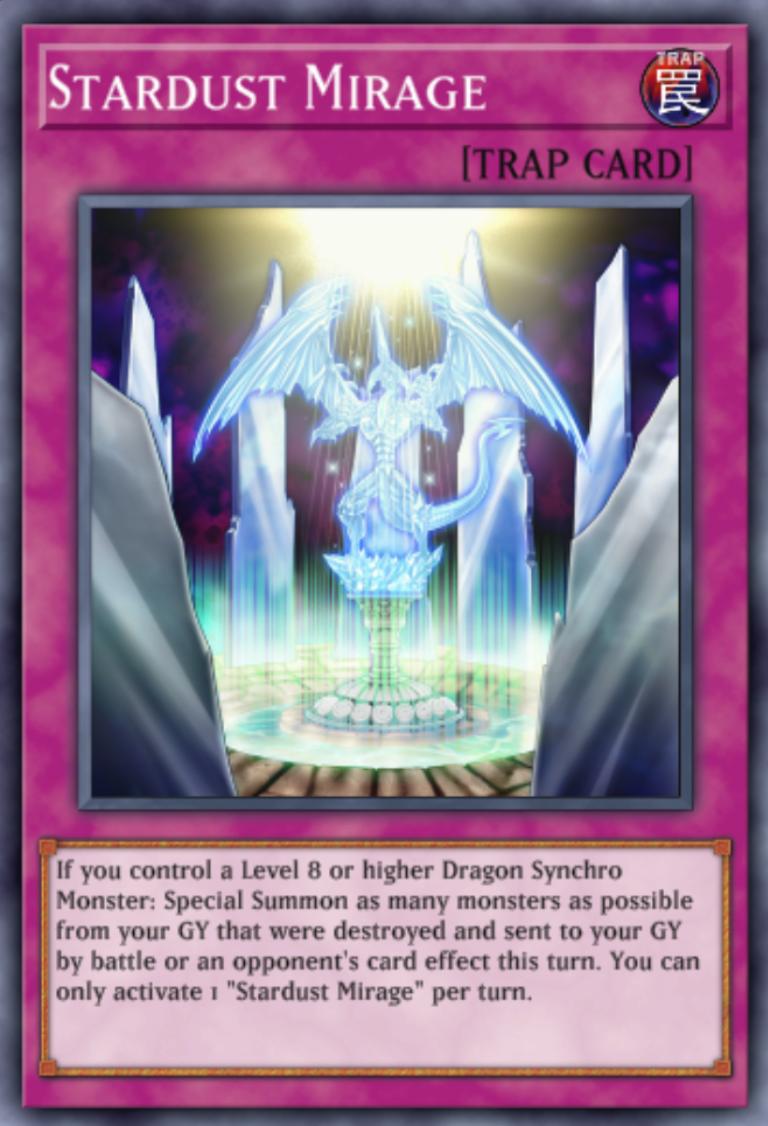 STARDUST MIRAGE
TRAP
罠
[TRAP CARD]
If you control a Level 8 or higher Dragon Synchro
Monster: Special Summon as many monsters as possible
from your GY that were destroyed and sent to your GY
by battle or an opponent's card effect this turn. You can
only activate 1 "Stardust Mirage" per turn.